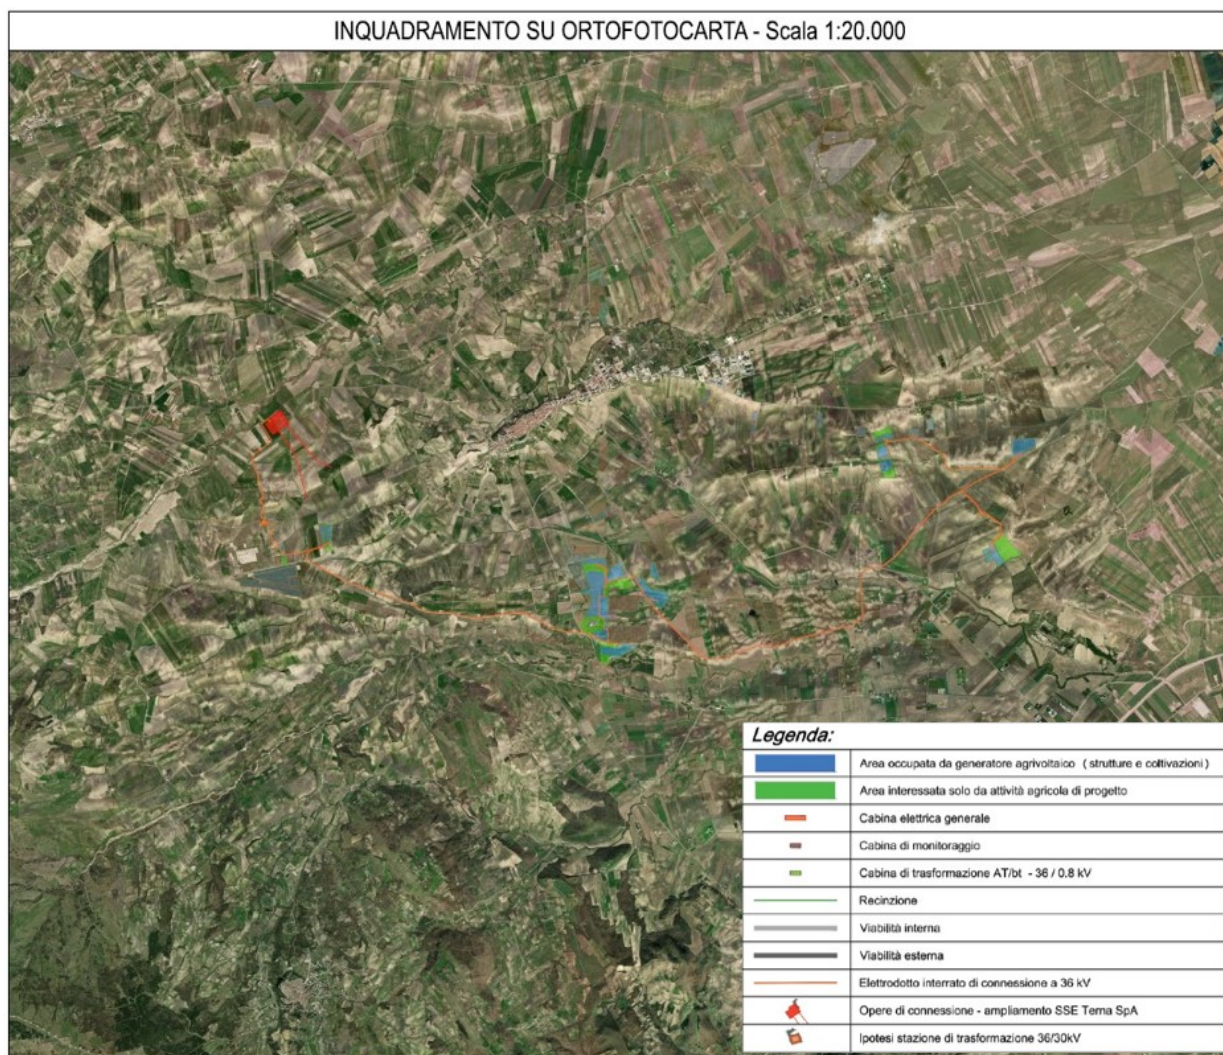 INQUADRAMENTO SU ORTOFOTOCARTA - Scala 1:20.000
Legenda:
Area occupata da generatore agrivoltaico ( strutture e coltivazioni)
Area interessata solo da attività agricola di progetto
Cabina elettrica generale
Cabina di monitoraggio
Cabina di trasformazione AT/bt - 36 / 0.8 kV
Recinzione
Viabilità interna
Viabilità esterna
Elettrodotto interrato di connessione a 36 kV
Opere di connessione - ampliamento SSE Terna SpA
Ipotesi stazione di trasformazione 36/30kV